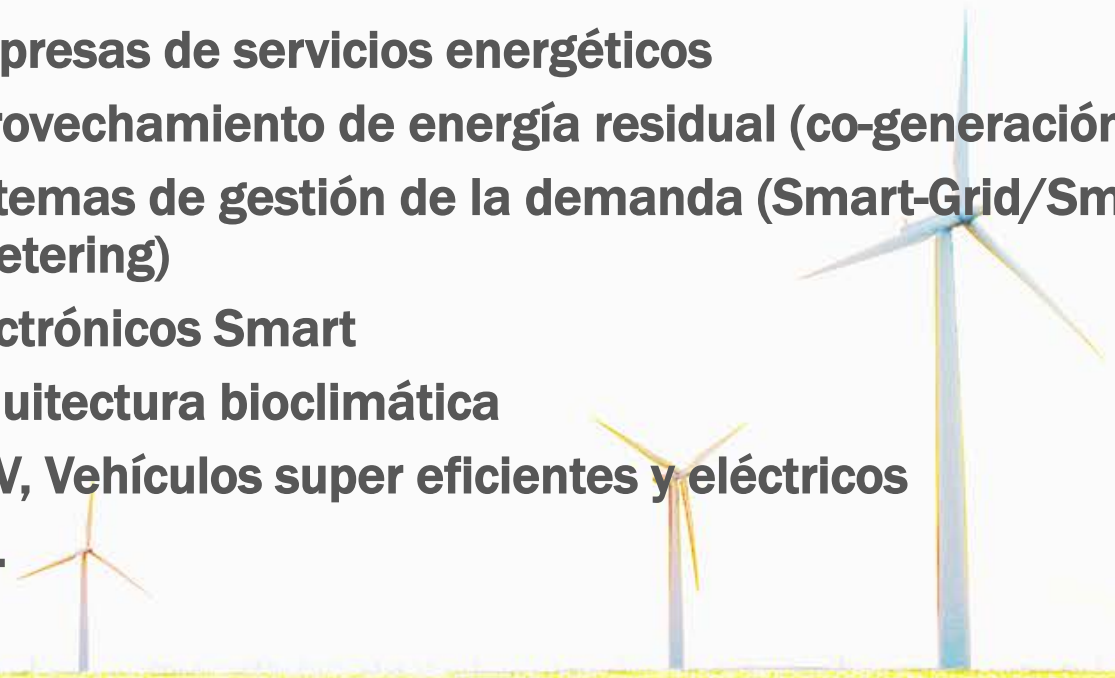 presas de servicios energéticos
rovechamiento de energía residual (co-generación
temas de gestión de la demanda (Smart-Grid/Sm
etering)
ctrónicos Smart
uitectura bioclimática
V, Vehículos super eficientes y eléctricos
.